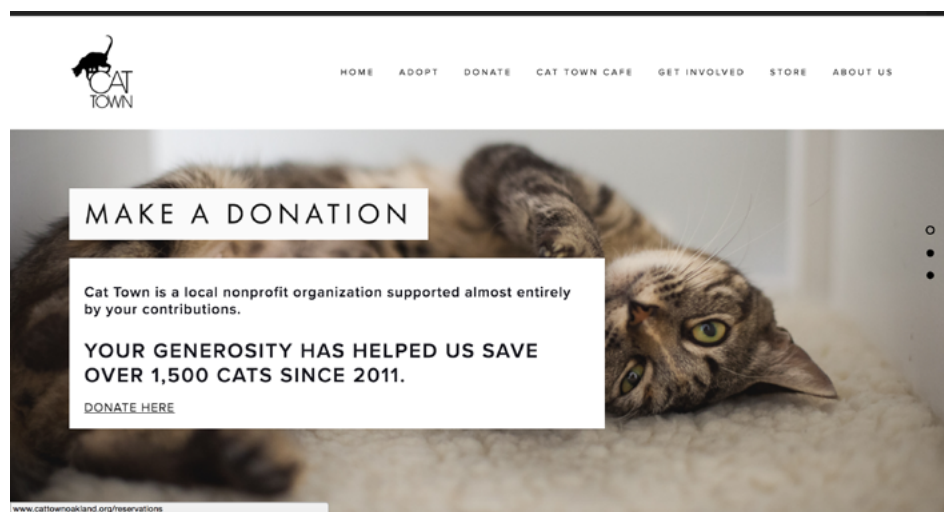 CAT
TOWN
HOME ADOPT DONATE CAT TOWN CAFE GET INVOLVED STORE ABOUT US
MAKE A DONATION
Cat Town is a local nonprofit organization supported almost entirely
by your contributions.
YOUR GENEROSITY HAS HELPED US SAVE
OVER 1,500 CATS SINCE 2011.
DONATE HERE
www.cattownoakland.org/reservations